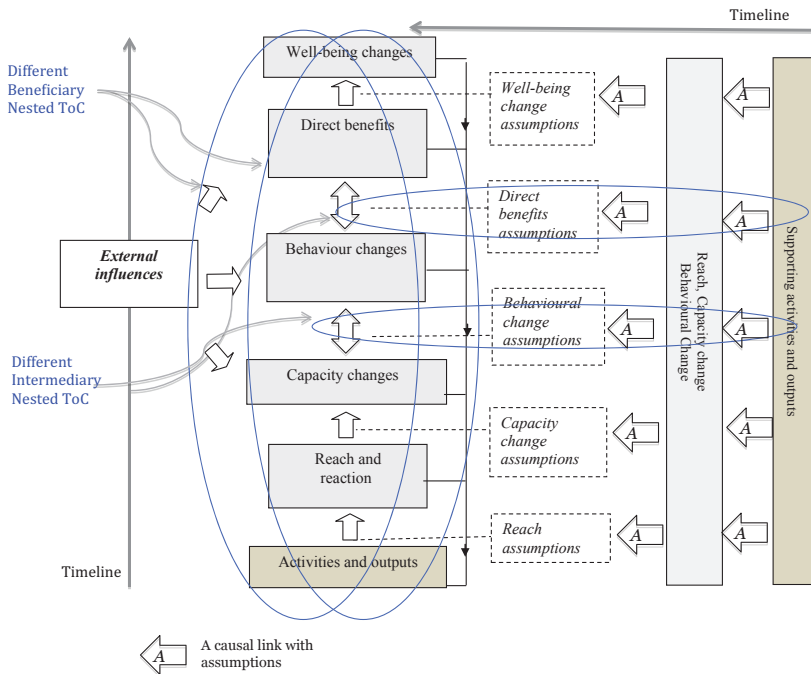 Timeline
Well-being changes
Different
Beneficiary
Nested ToC
Well-being
change
assumptions
A
A
Direct benefits
Direct
benefits
assumptions
A
A
External
influences
Behaviour changes
Behavioural
change
assumptions
A
A
Different
Intermediary
Nested ToC
Capacity changes
Capacity
change
assumptions
A
A
Reach and
reaction
Reach
assumptions
A
A
Activities and outputs
Timeline
Reach, Capacity change
Behavioural Change
Supporting activities and outputs
A
A causal link with
assumptions